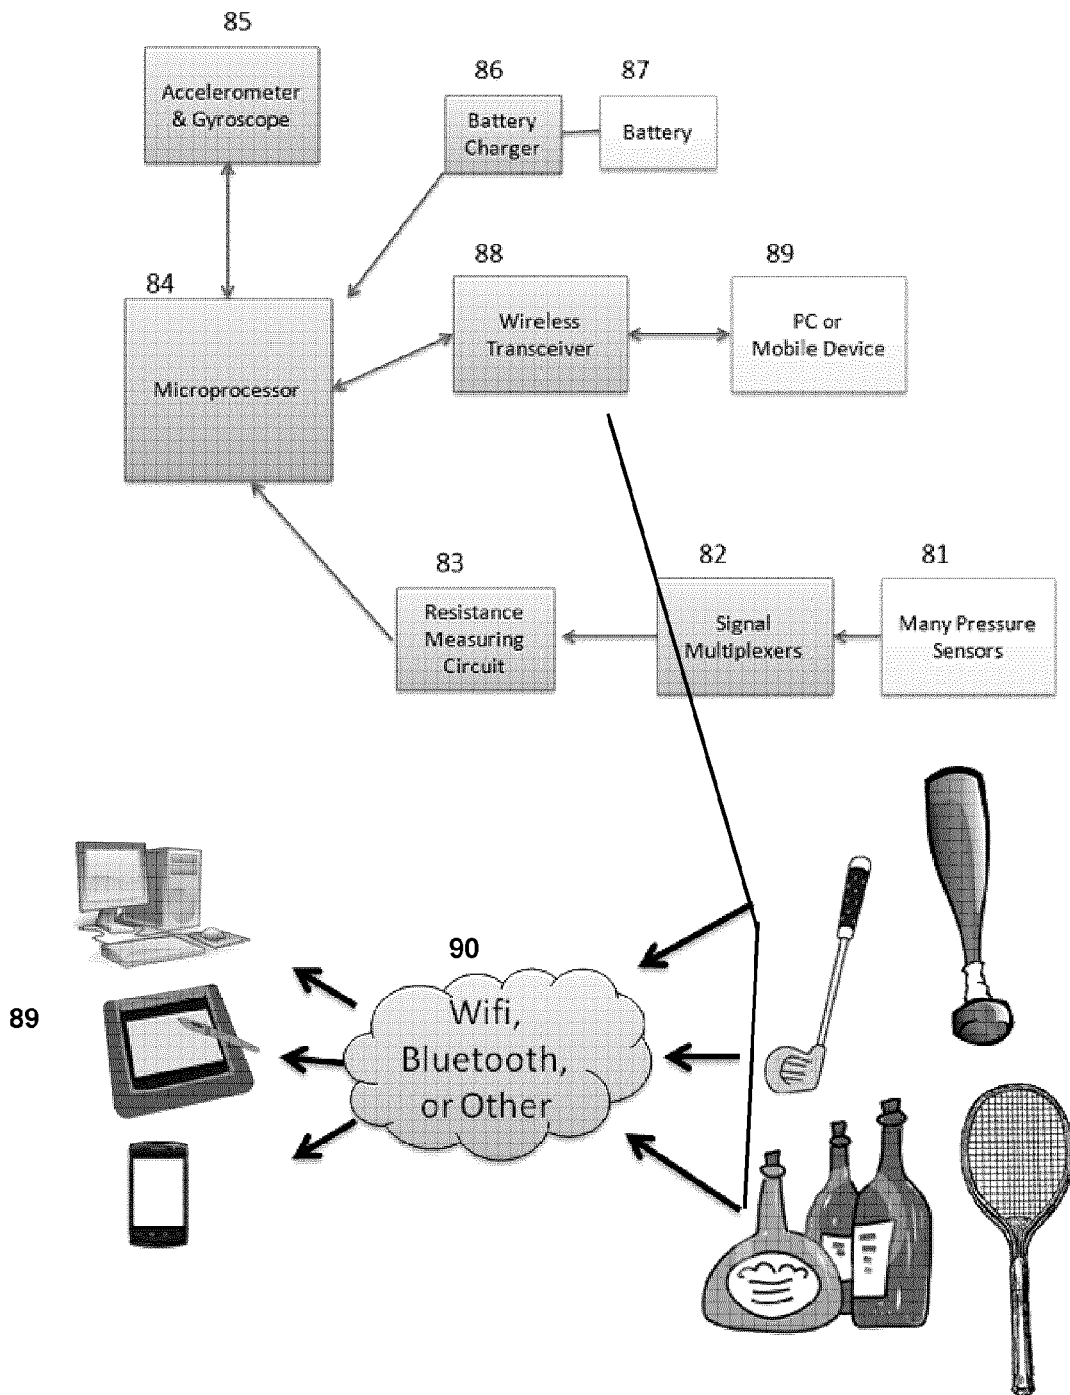 85
Accelerometer
& Gyroscope
86
Battery
Charger
87
Battery
84
Microprocessor
88
Wireless
Transceiver
89
PC or
Mobile Device
83
Resistance
Measuring
Circuit
82
Signal
Multiplexers
81
Many Pressure
Sensors
89
90
Wifi,
Bluetooth,
or Other